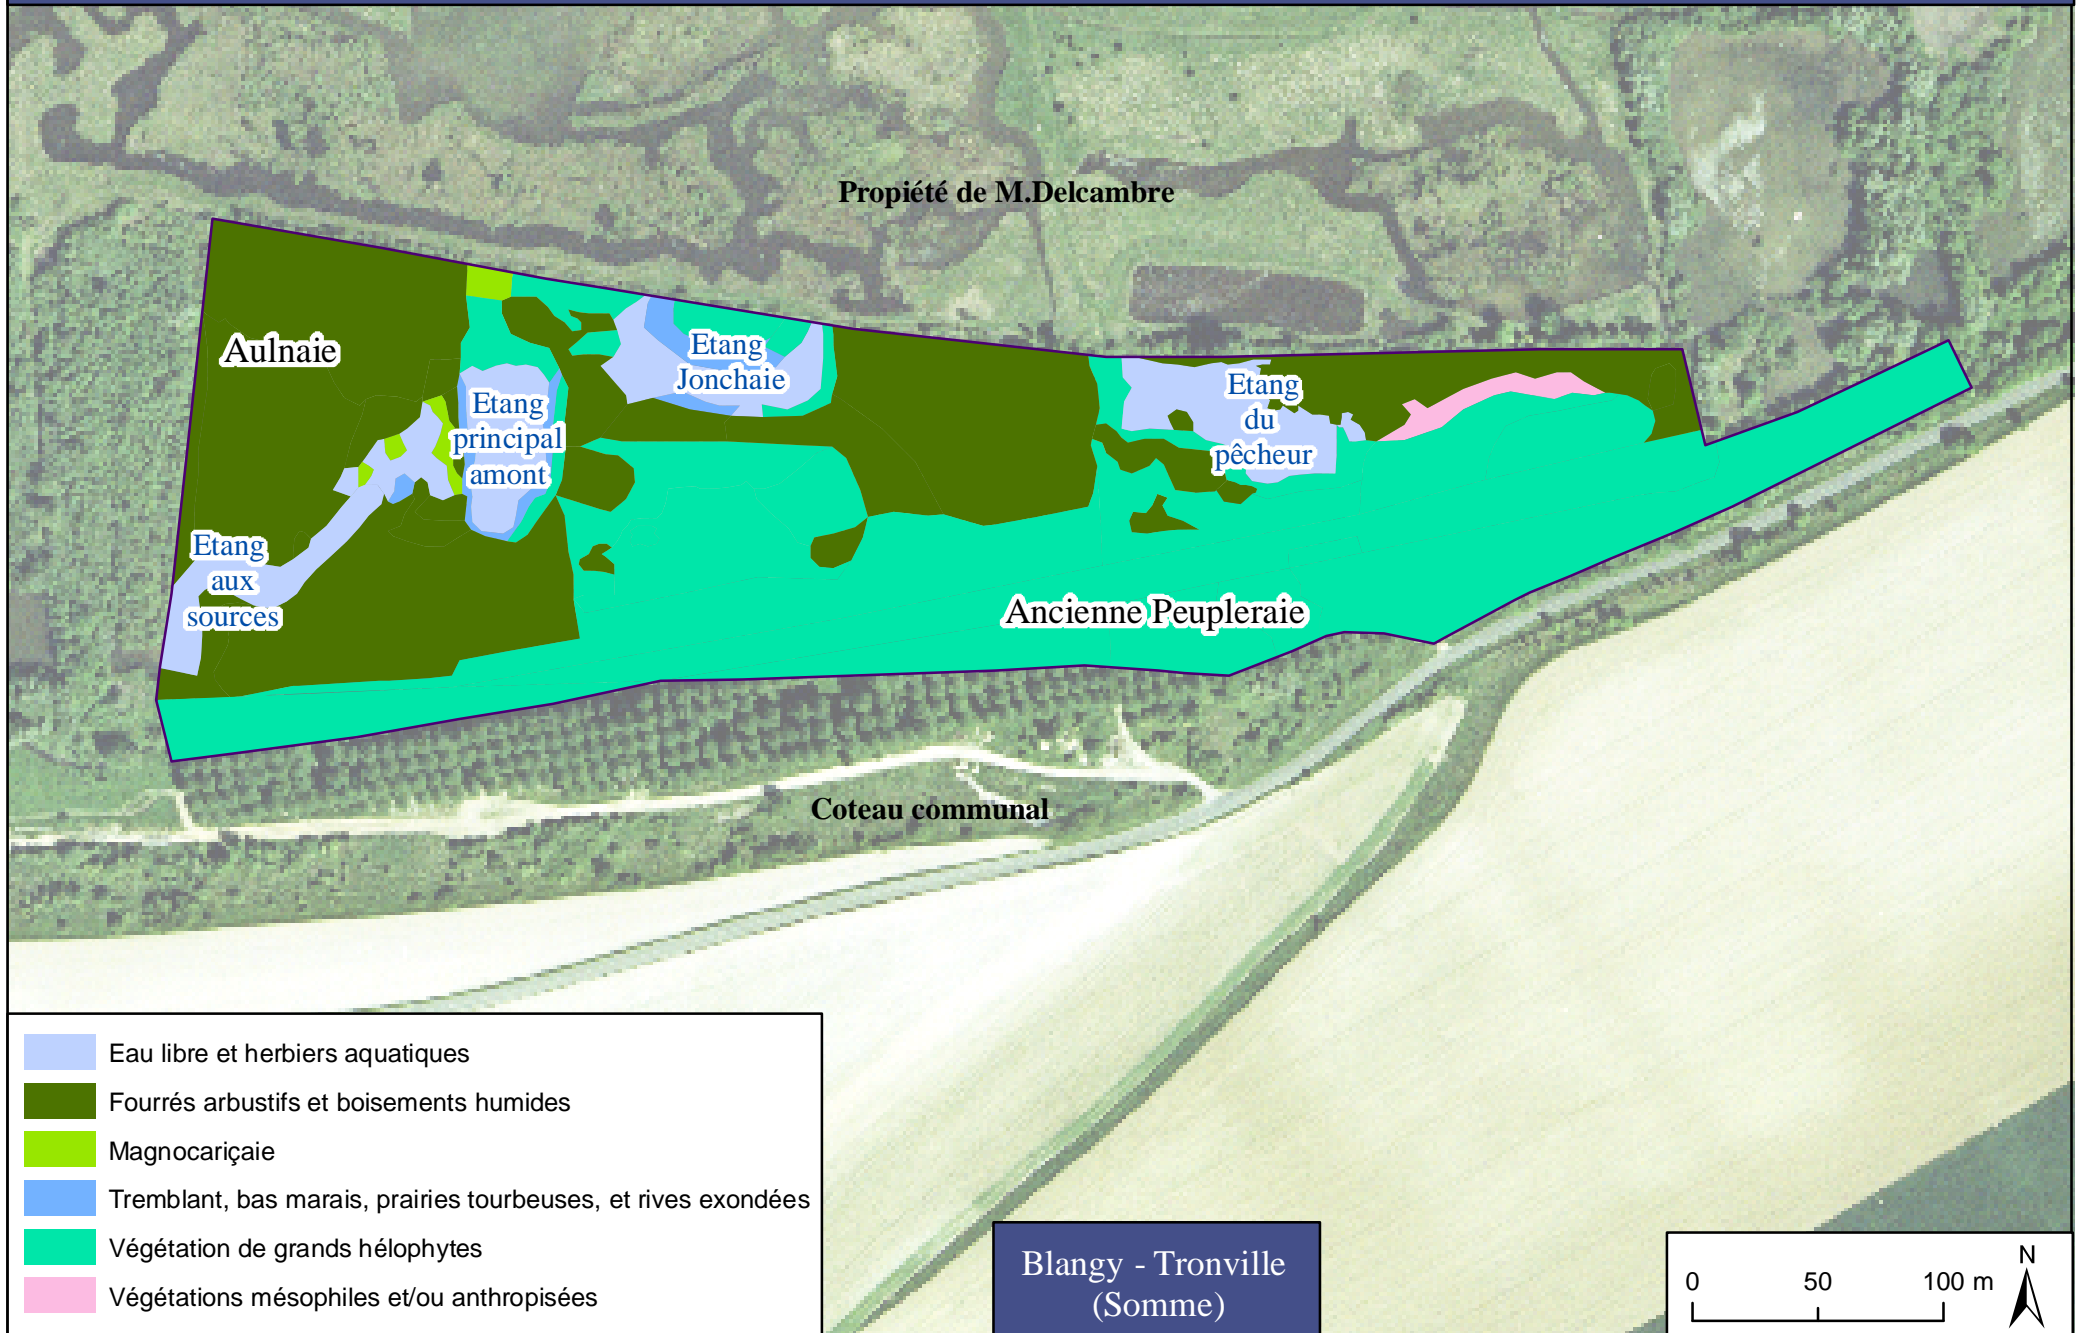 Propiété de M.Delcambre
Aulnaie
Etang
Jonchaie
Etang
principal
amont
Etang
du
pêcheur
Etang
aux
sources
Ancienne Peupleraie
Coteau communal
Eau libre et herbiers aquatiques
Fourrés arbustifs et boisements humides
Magnocariçaie
Tremblant, bas marais, prairies tourbeuses, et rives exondées
Végétation de grands hélophytes
Végétations mésophiles et/ou anthropisées
Blangy - Tronville
(Somme)
0 50 100 m
N